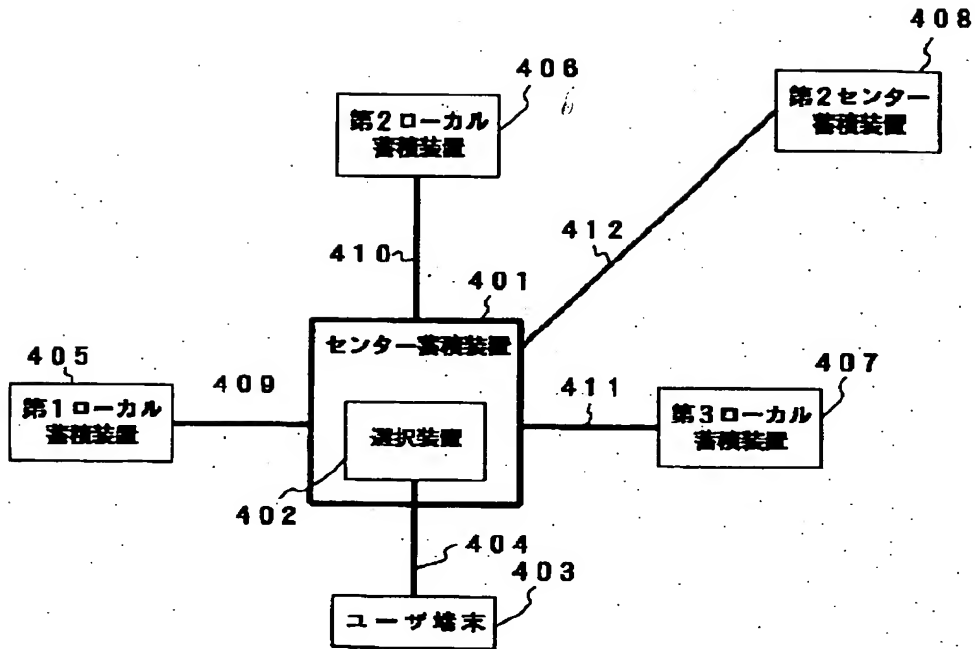 408
406
第2センター
蓄積装置
第2ローカル
蓄積装置
412
410
401
センター蓄積装置
405
407
409
411
第1ローカル
蓄積装置
第3ローカル
蓄積装置
選択装置
402
404
403
ユーザ端末